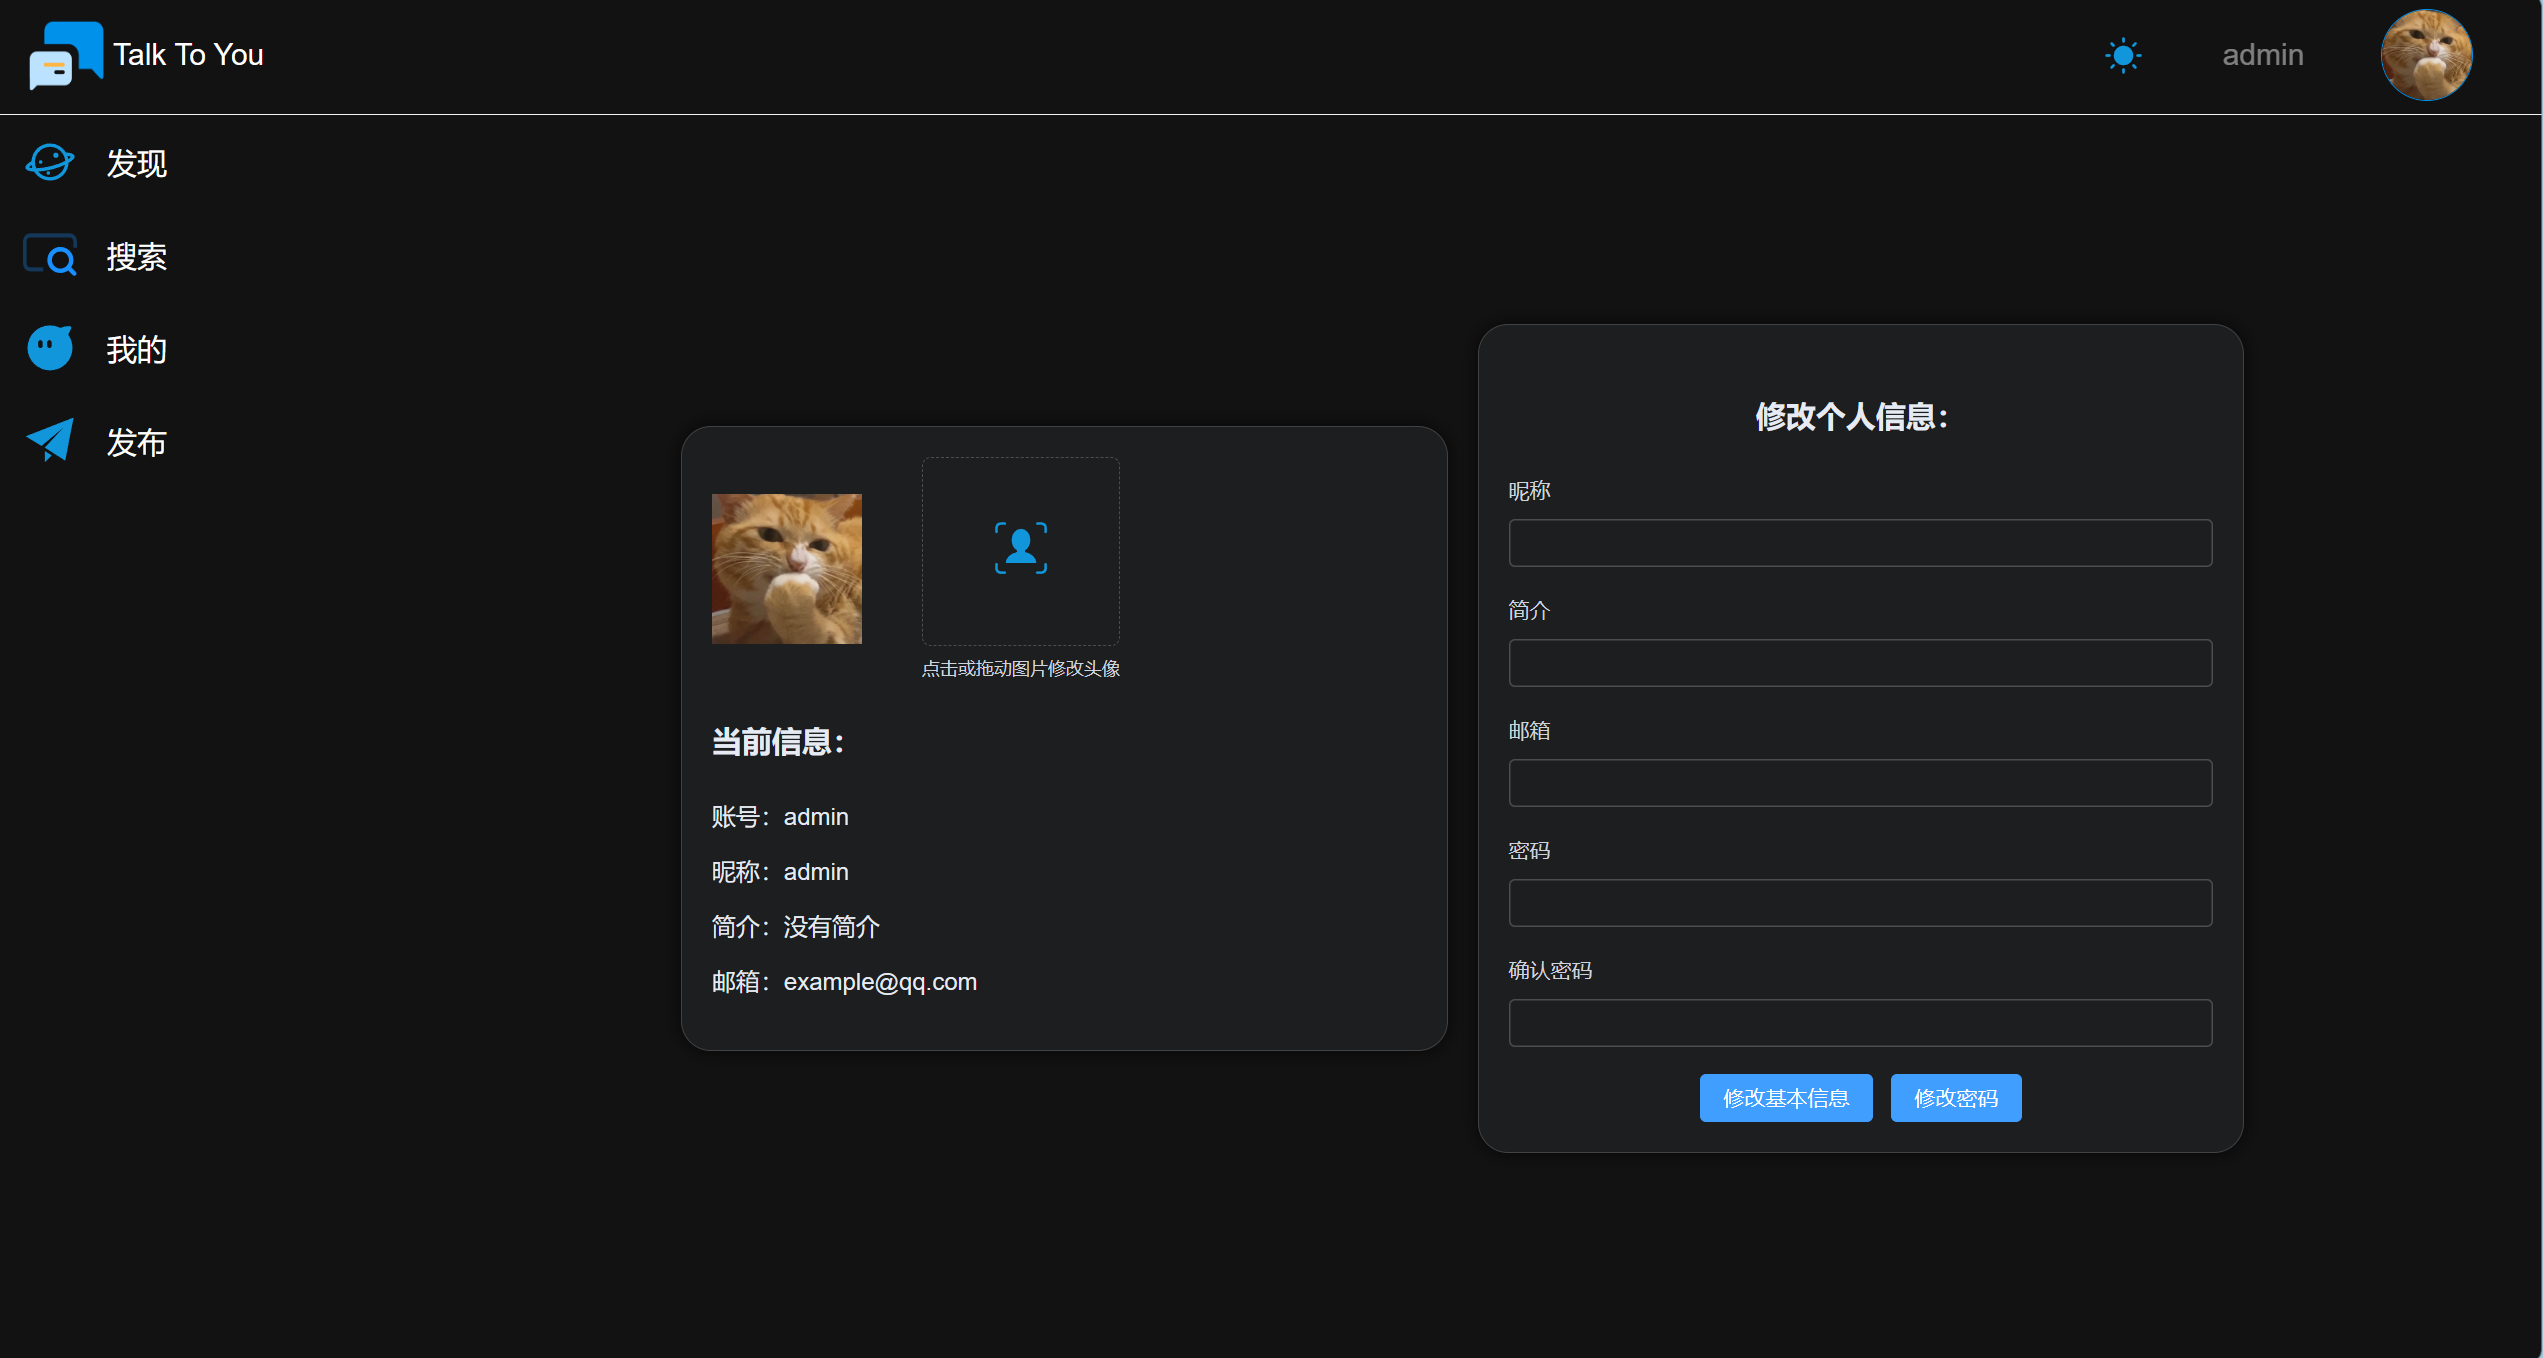 Talk To You
admin
发现
搜索
我的
发布
点击或拖动图片修改头像
当前信息：
账号：admin
昵称：admin
简介：没有简介
邮箱：example@qq.com
修改个人信息：
昵称
简介
邮箱
密码
确认密码
修改基本信息
修改密码